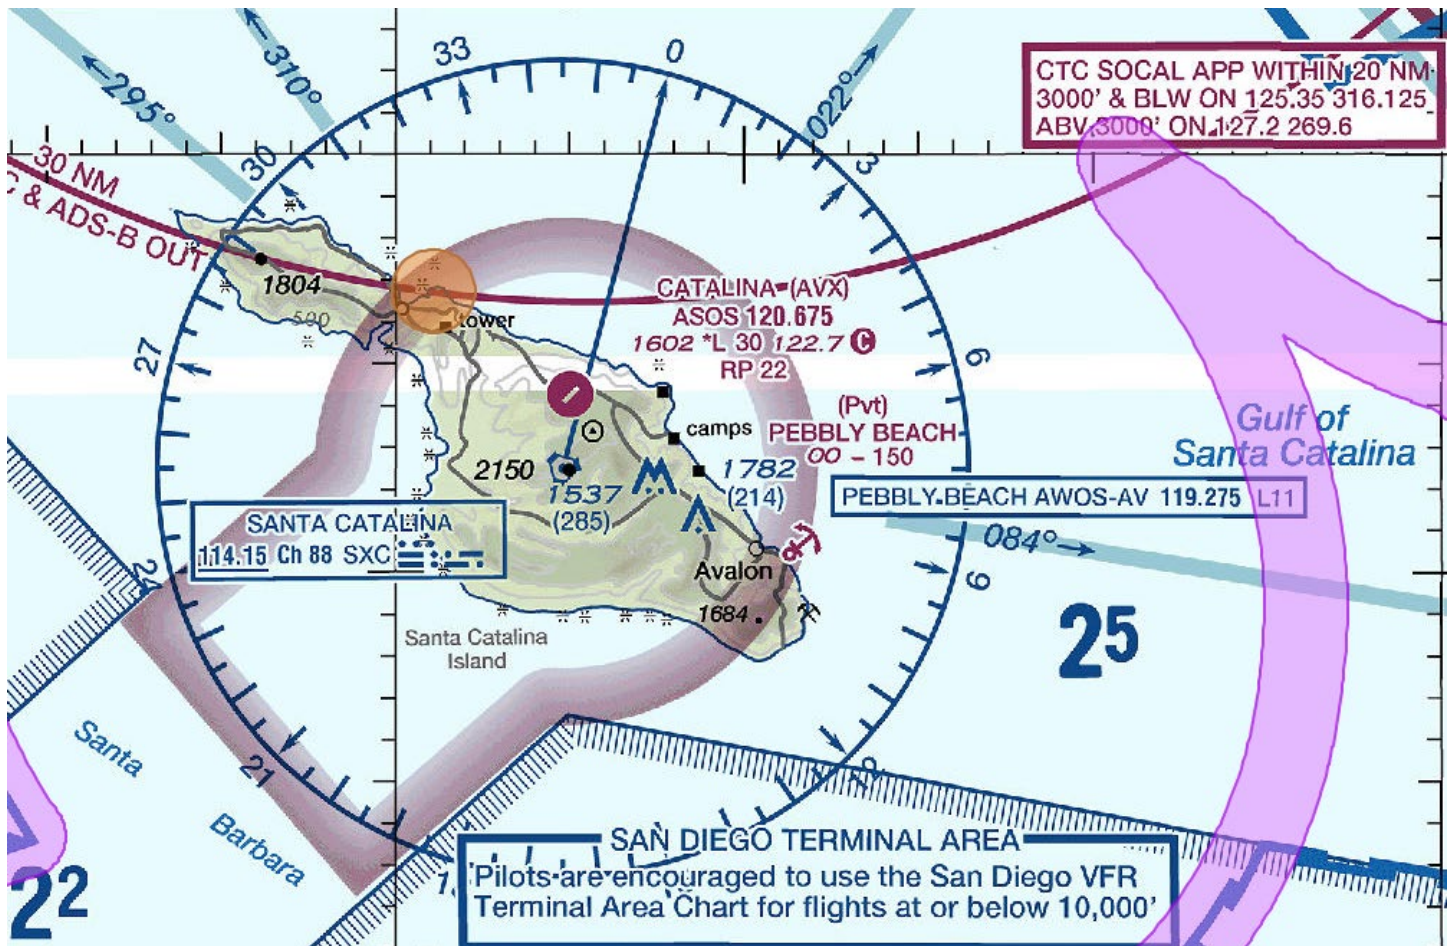 33
0
←295°
←310°
022°→
CTC SOCAL APP WITHIN 20 NM
3000' & BLW ON 125.35 316.125
ABV 3000' ON 127.2 269.6
30
3
30 NM
C & ADS-B OUT
1804
500
tower
CATALINA (AVX)
ASOS 120.675
1602 *L 30 122.7 C
RP 22
27
6
(Pvt)
PEBBLY BEACH
00 - 150
Gulf of
Santa Catalina
camps
2150
1537
(285)
1782
(214)
PEBBLY BEACH AWOS-AV 119.275 L11
SANTA CATALINA
114.15 Ch 88 SXC
084°→
24
9
Avalon
1684
25
Santa Catalina
Island
Santa
Barbara
21
12
SAN DIEGO TERMINAL AREA
Pilots are encouraged to use the San Diego VFR
Terminal Area Chart for flights at or below 10,000'
22